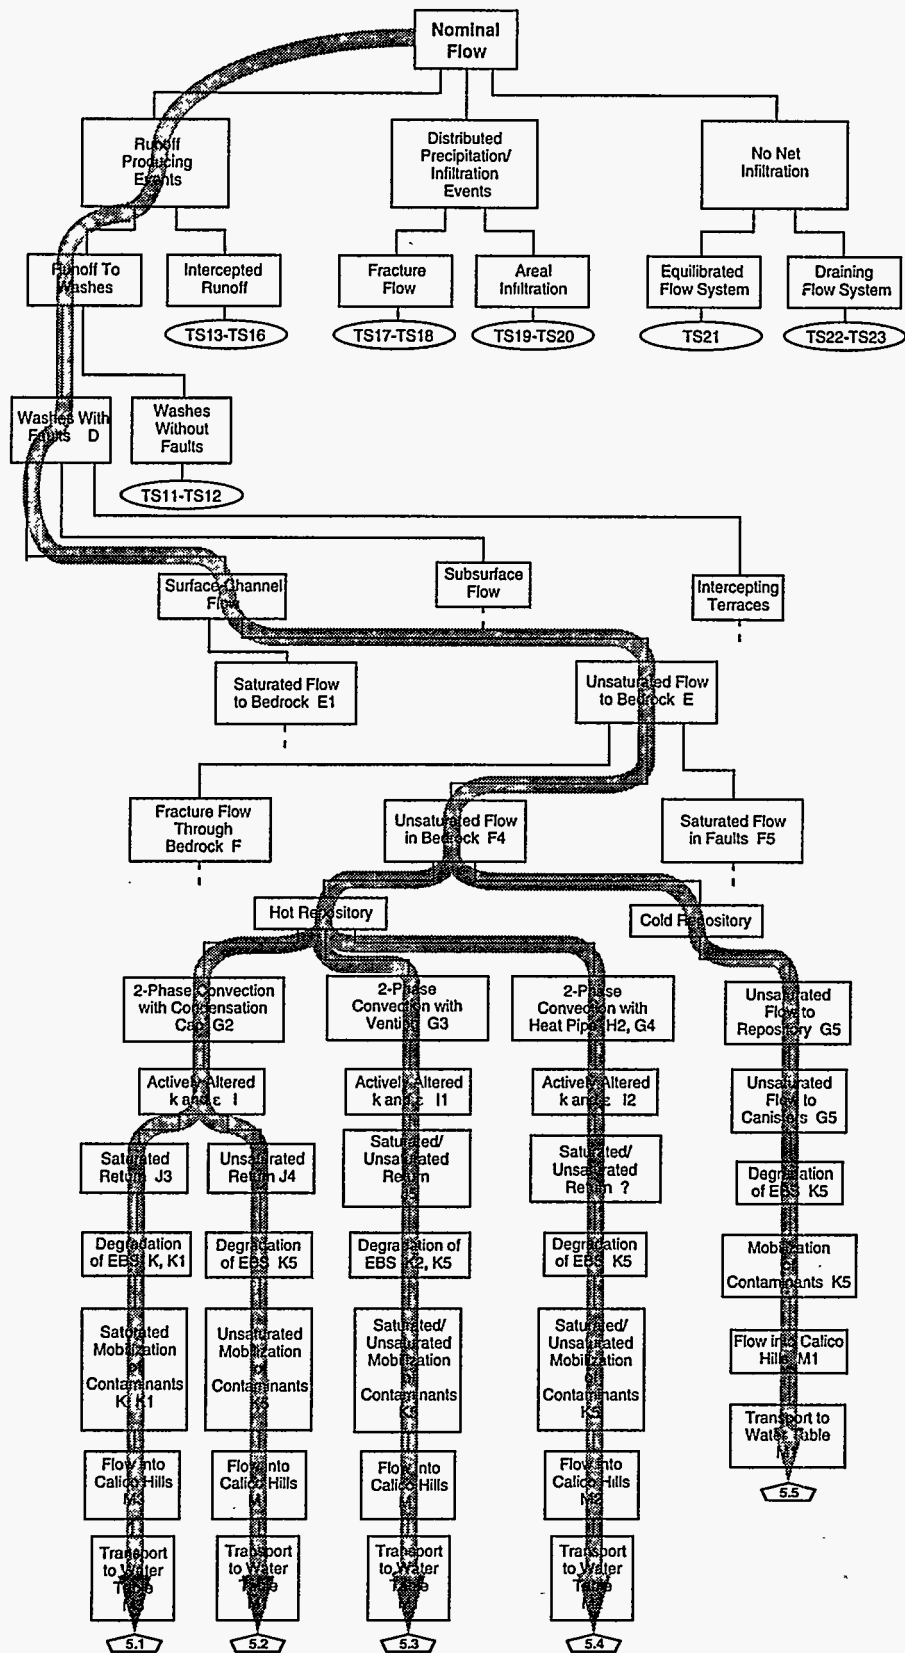 Nominal
Flow
Runoff
Producing
Events
Distributed
Precipitation/
Infiltration
Events
No Net
Infiltration
Runoff To
Washes
Intercepted
Runoff
Fracture
Flow
Areal
Infiltration
Equilibrated
Flow System
Draining
Flow System
TS13-TS16
TS17-TS18
TS19-TS20
TS21
TS22-TS23
Washes With
Faults D
Washes
Without
Faults
TS11-TS12
Surface Channel
Flow
Subsurface
Flow
Intercepting
Terraces
Saturated Flow
to Bedrock E1
Unsaturated Flow
to Bedrock E
Fracture Flow
Through
Bedrock F
Unsaturated Flow
in Bedrock F4
Saturated Flow
in Faults F5
Hot Repository
Cold Repository
2-Phase Convection
with Condensation
Cap G2
2-Phase
Convection with
Venting G3
2-Phase
Convection with
Heat Pipe H2, G4
Unsaturated
Flow to
Repository G5
Actively Altered
k and ε I
Actively Altered
k and ε I1
Actively Altered
k and ε I2
Unsaturated
Flow to
Canisters G5
Saturated
Return J3
Unsaturated
Return J4
Saturated/
Unsaturated
Return
Saturated/
Unsaturated
Return ?
Degradation
of EBS K5
Degradation
of EBS K, K1
Degradation
of EBS K5
Degradation of
EBS K2, K5
Degradation
of EBS K5
Mobilization
of
Contaminants K5
Saturated
Mobilization
of
Contaminants
K, K1
Unsaturated
Mobilization
of
Contaminants
K5
Saturated/
Unsaturated
Mobilization
of
Contaminants
K5
Saturated/
Unsaturated
Mobilization
of
Contaminants
K5
Flow into Calico
Hills M1
Transport to
Water Table
5.5
Flow into
Calico Hills
Flow into
Calico Hills
Flow into
Calico Hills
Flow into
Calico Hills
Transport
to Water
Table
Transport
to Water
Table
Transport
to Water
Table
Transport
to Water
Table
5.1
5.2
5.3
5.4